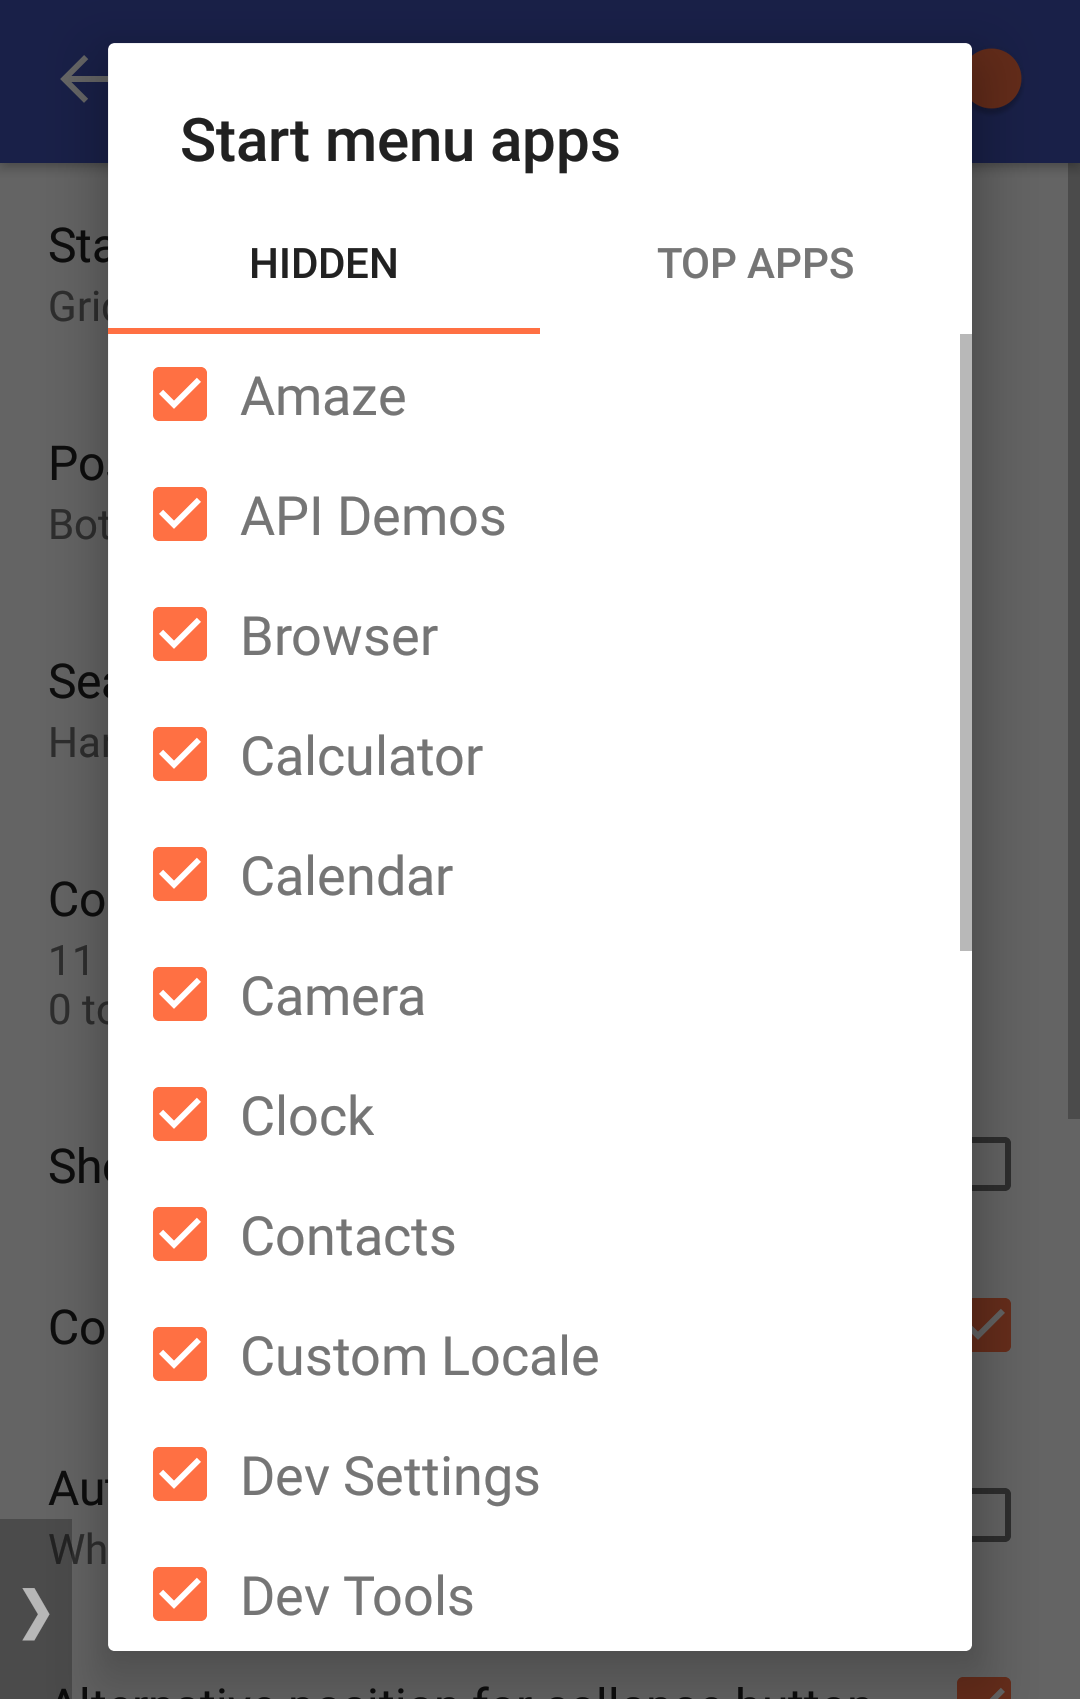 Start menu apps
HIDDEN
TOP APPS
Amaze
API Demos
Browser
Calculator
Calendar
Camera
Clock
Contacts
Custom Locale
Dev Settings
Dev Tools
11